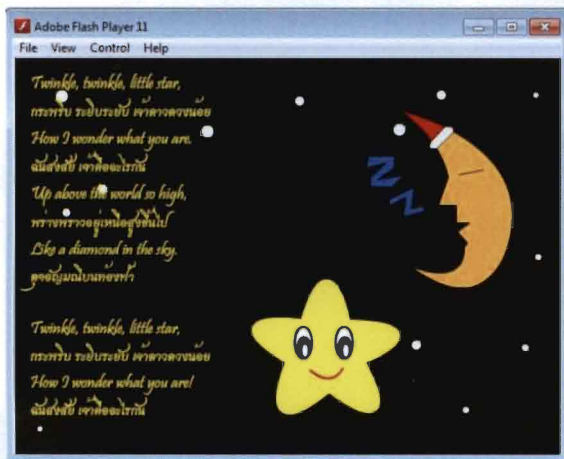 Adobe Flash Player 11
File View Control Help
Twinkle, twinkle, little star,
กระพริบ ระยิบระยับ เจ้าดาวดวงน้อย
How I wonder what you are.
ฉันสงสัย เจ้าคืออะไรกัน
Up above the world so high,
พร่างพราวอยู่เหนือสูงขึ้นไป
Like a diamond in the sky.
ดุจอัญมณีบนท้องฟ้า
Twinkle, twinkle, little star,
กระพริบ ระยิบระยับ เจ้าดาวดวงน้อย
How I wonder what you are!
ฉันสงสัย เจ้าคืออะไรกัน
Z
Z